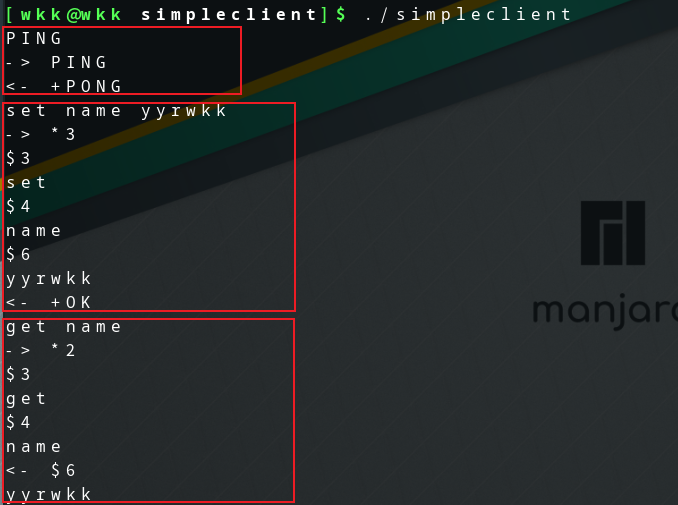 [wkk@wkk simpleclient]$ ./simpleclient
PING
-> PING
<- +PONG
set name yyrwkk
-> *3
$3
set
$4
name
$6
yyrwkk
<- +OK
get name
-> *2
$3
get
$4
name
<- $6
yyrwkk